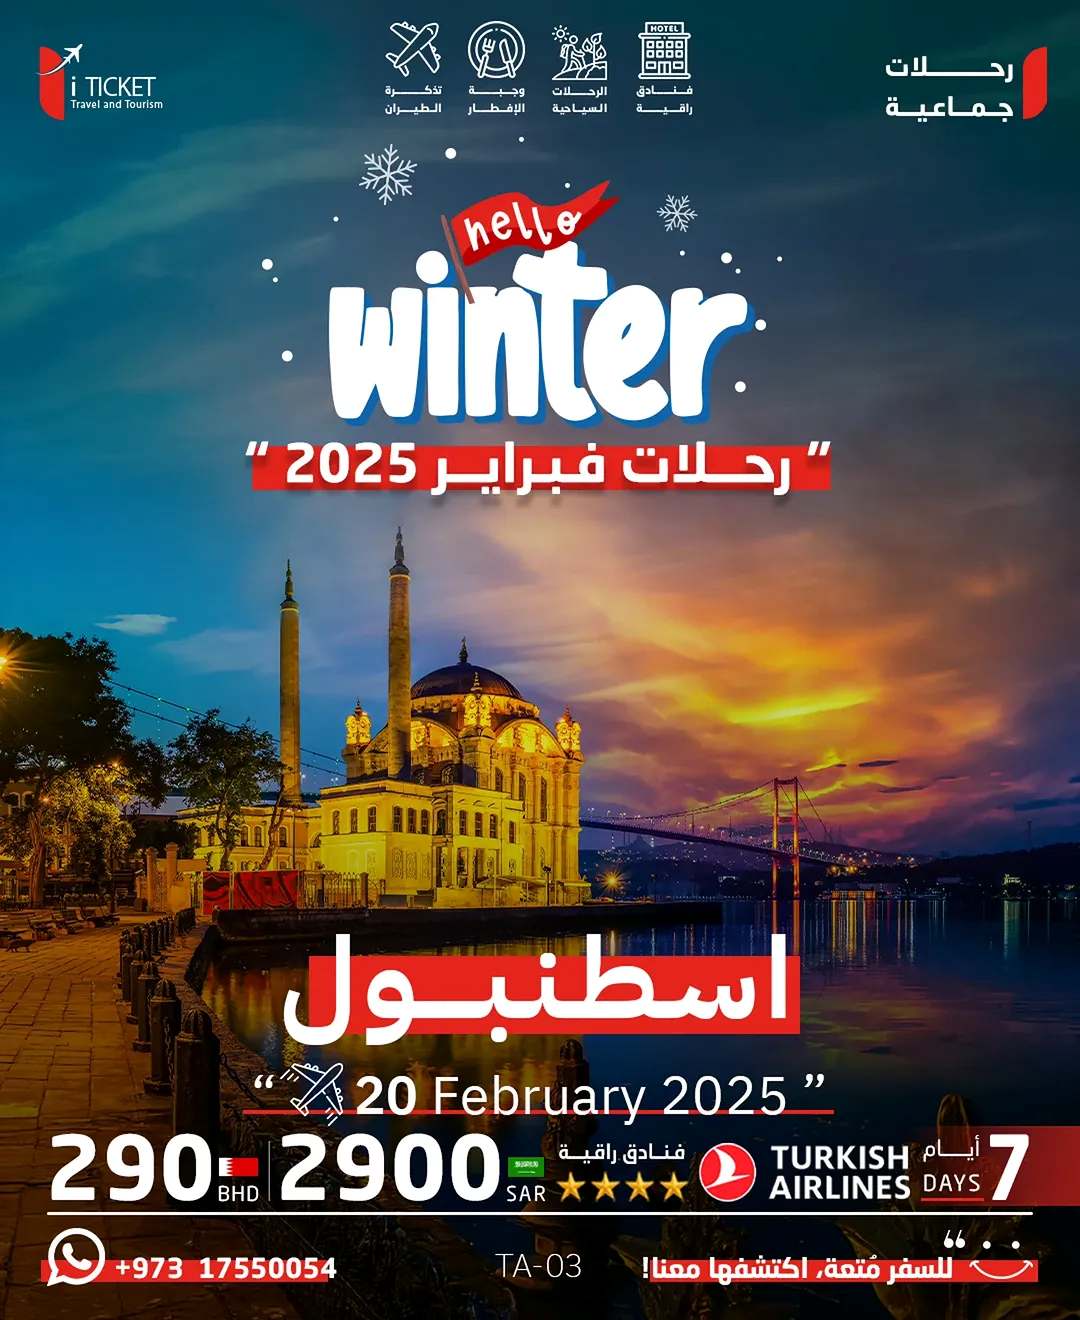 i TICKET
Travel and Tourism
تذكرة
الطيران
وجبة
الإفطار
الرحلات
السياحية
HOTEL
فنادق
راقية
رحلات
جماعية
hello
winter
" رحلات فبراير 2025 "
اسطنبول
“ 20 February 2025 ”
290 BHD
2900 SAR
فنادق راقية
TURKISH
AIRLINES
7 أيام
DAYS
+973 17550054
TA-03
“ للسفر مُتعة، اكتشفها معنا!